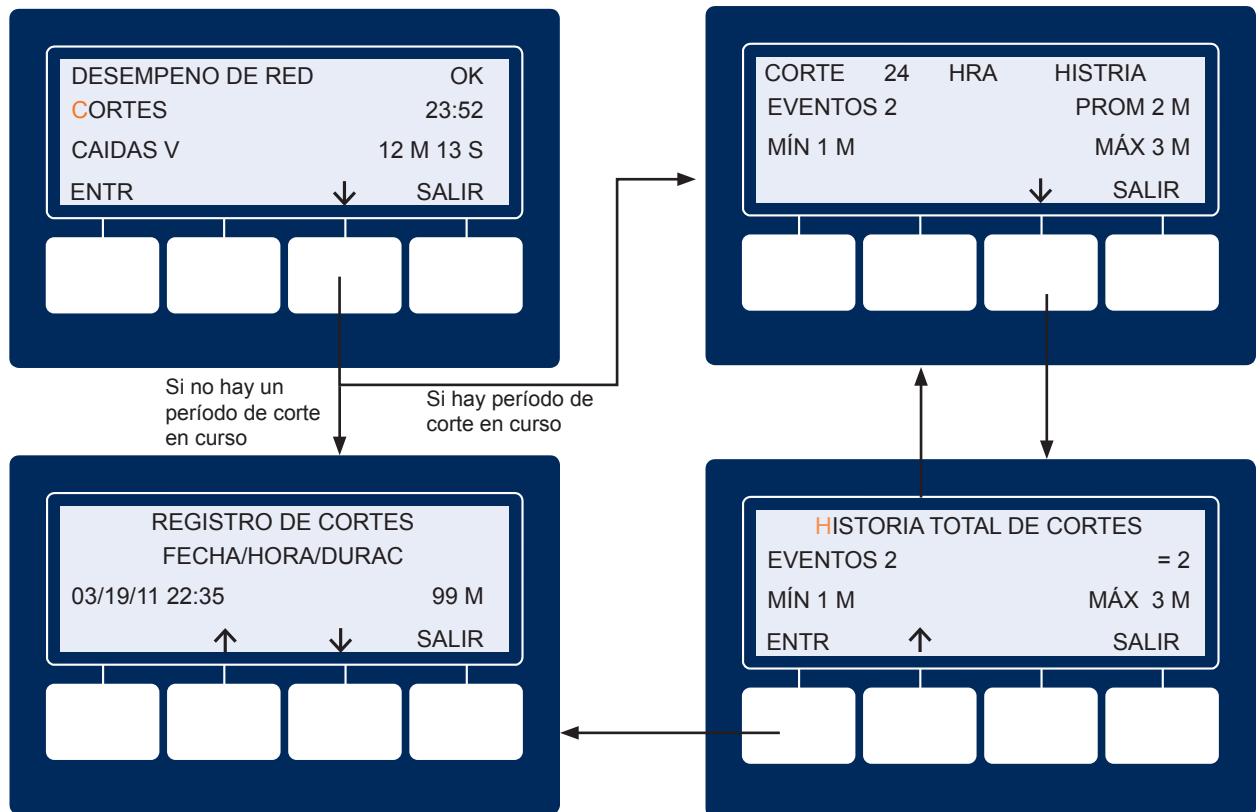 DESEMPENO DE RED OK
CORTES 23:52
CAIDAS V 12 M 13 S
ENTR ↓ SALIR
CORTE 24 HRA HISTRIA
EVENTOS 2 PROM 2 M
MÍN 1 M MÁX 3 M
↓ SALIR
Si no hay un
período de corte
en curso
Si hay período de
corte en curso
REGISTRO DE CORTES
FECHA/HORA/DURAC
03/19/11 22:35 99 M
↑ ↓ SALIR
HISTORIA TOTAL DE CORTES
EVENTOS 2 = 2
MÍN 1 M MÁX 3 M
ENTR ↑ SALIR